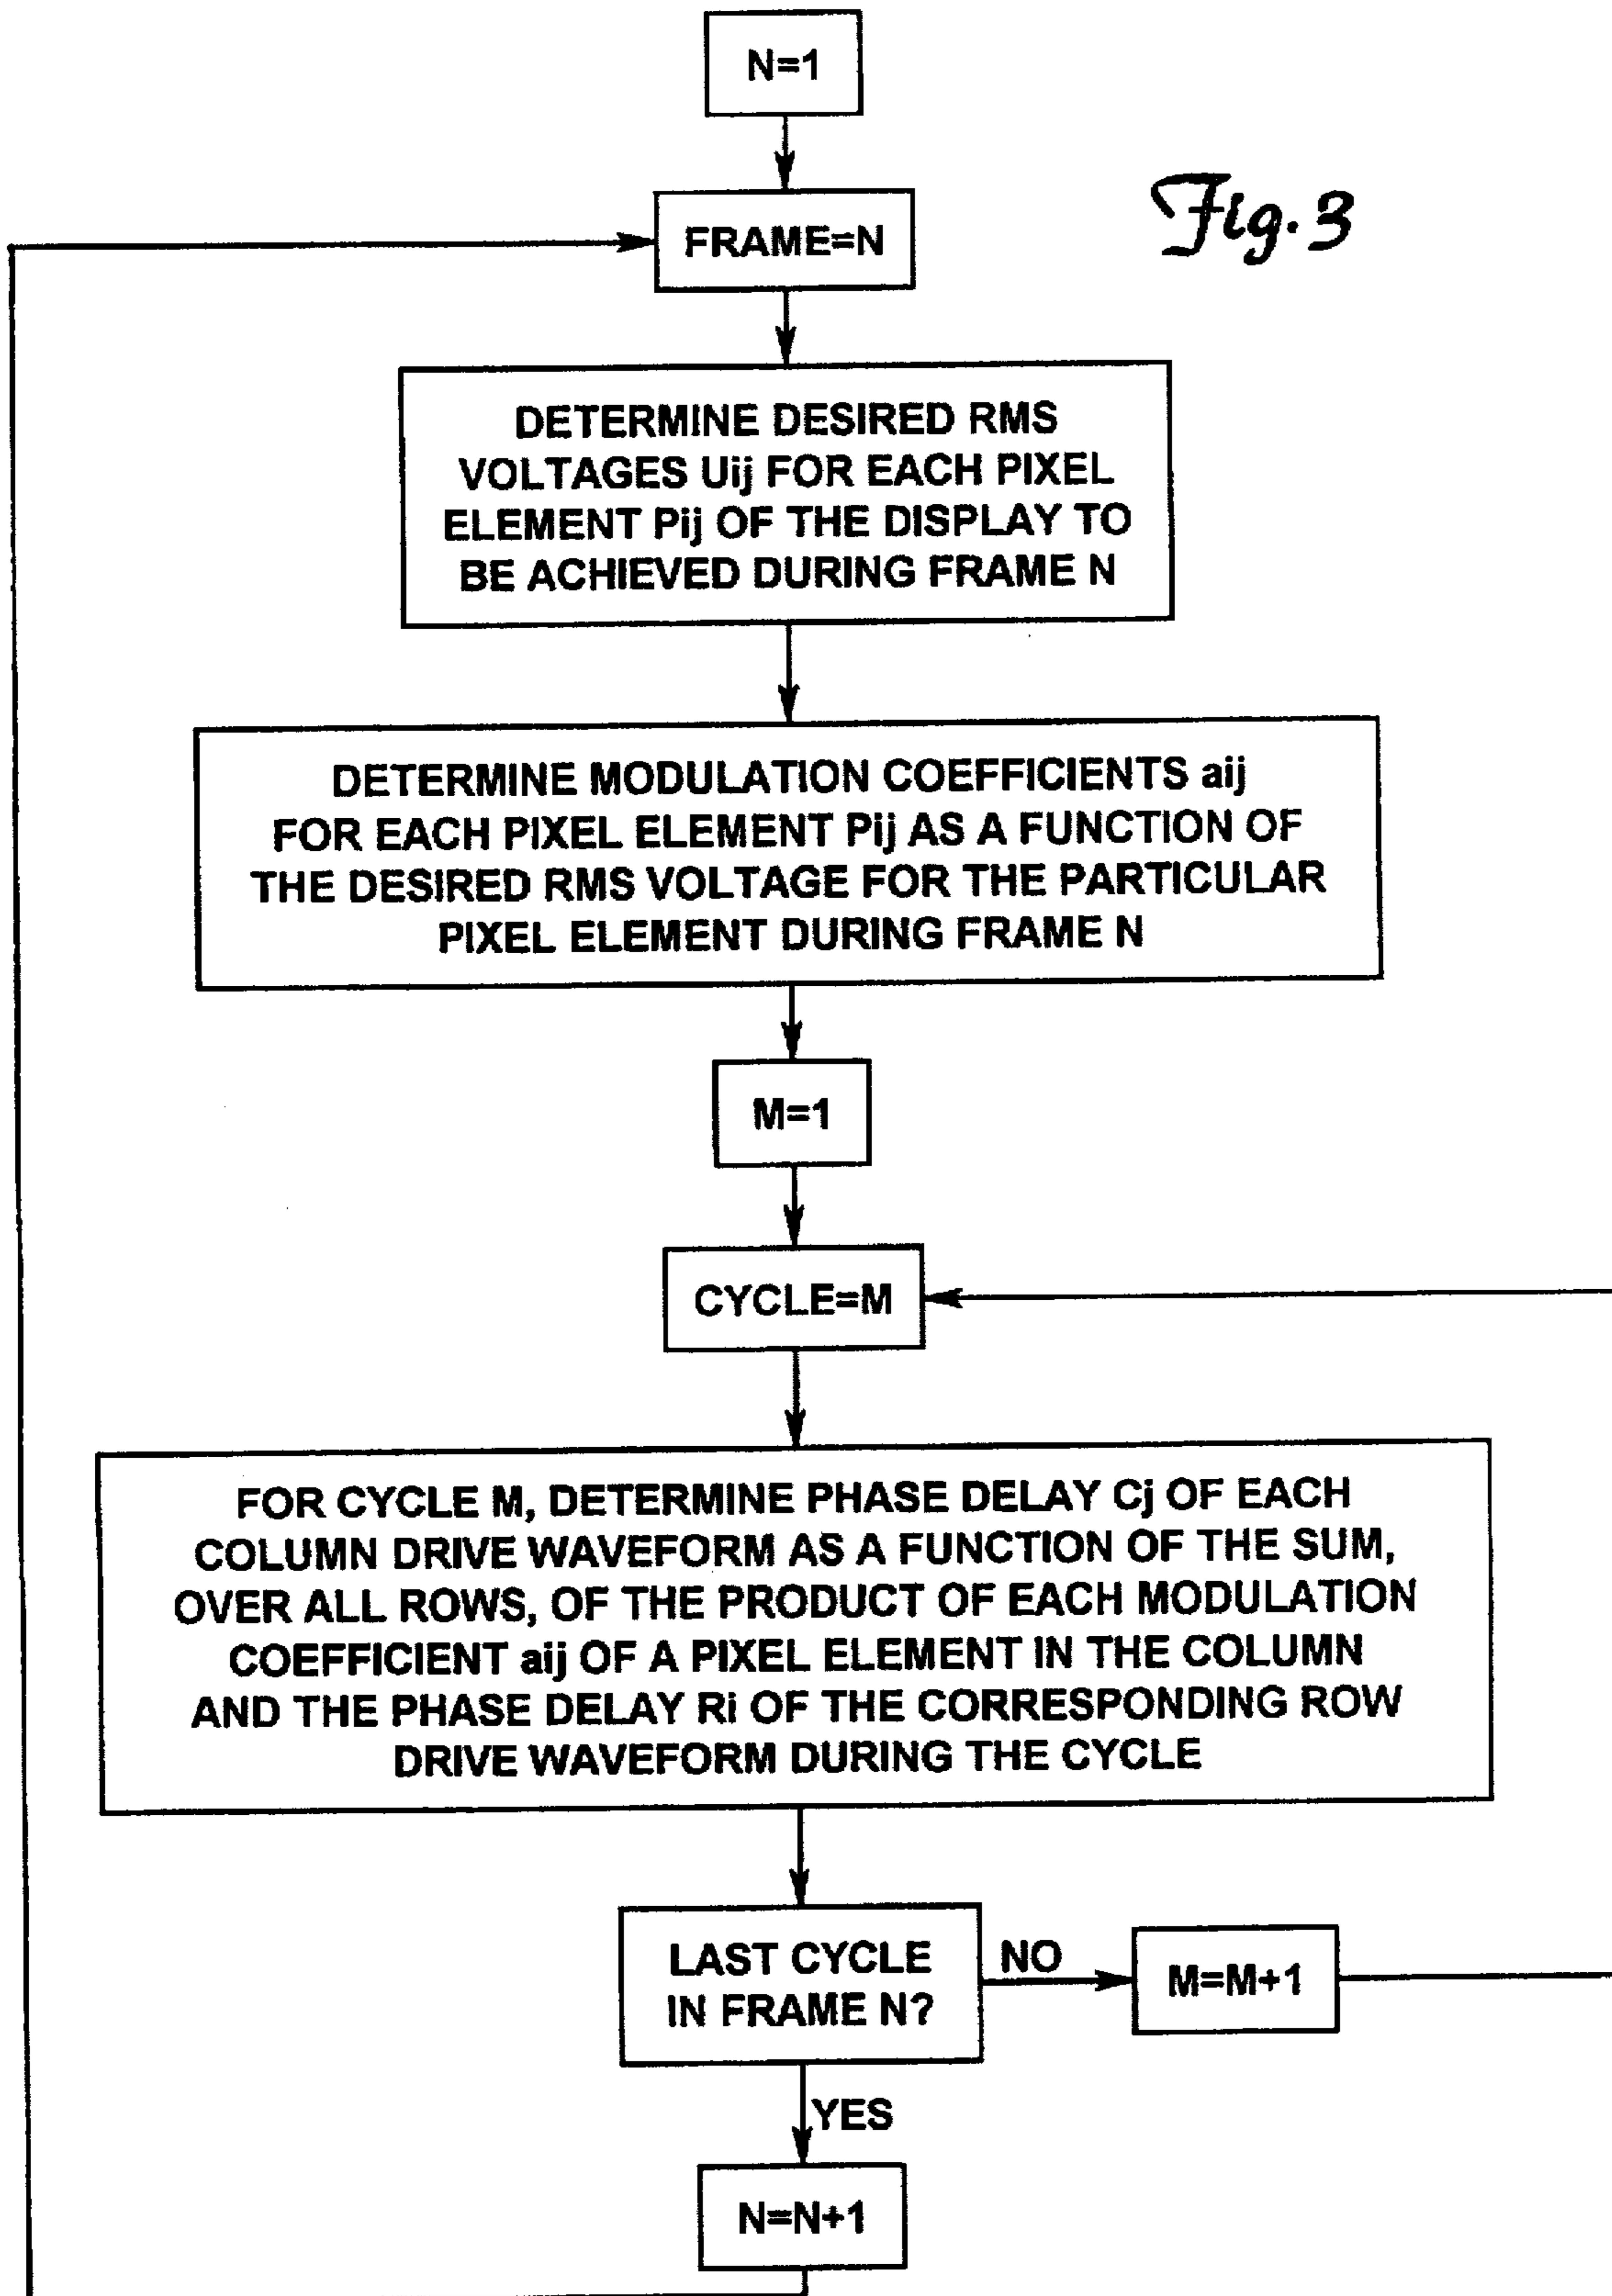 N=1
Fig. 3
FRAME=N
DETERMINE DESIRED RMS
VOLTAGES Uij FOR EACH PIXEL
ELEMENT Pij OF THE DISPLAY TO
BE ACHIEVED DURING FRAME N
DETERMINE MODULATION COEFFICIENTS aij
FOR EACH PIXEL ELEMENT Pij AS A FUNCTION OF
THE DESIRED RMS VOLTAGE FOR THE PARTICULAR
PIXEL ELEMENT DURING FRAME N
M=1
CYCLE=M
FOR CYCLE M, DETERMINE PHASE DELAY Cj OF EACH
COLUMN DRIVE WAVEFORM AS A FUNCTION OF THE SUM,
OVER ALL ROWS, OF THE PRODUCT OF EACH MODULATION
COEFFICIENT aij OF A PIXEL ELEMENT IN THE COLUMN
AND THE PHASE DELAY Ri OF THE CORRESPONDING ROW
DRIVE WAVEFORM DURING THE CYCLE
LAST CYCLE
IN FRAME N?
NO
M=M+1
YES
N=N+1